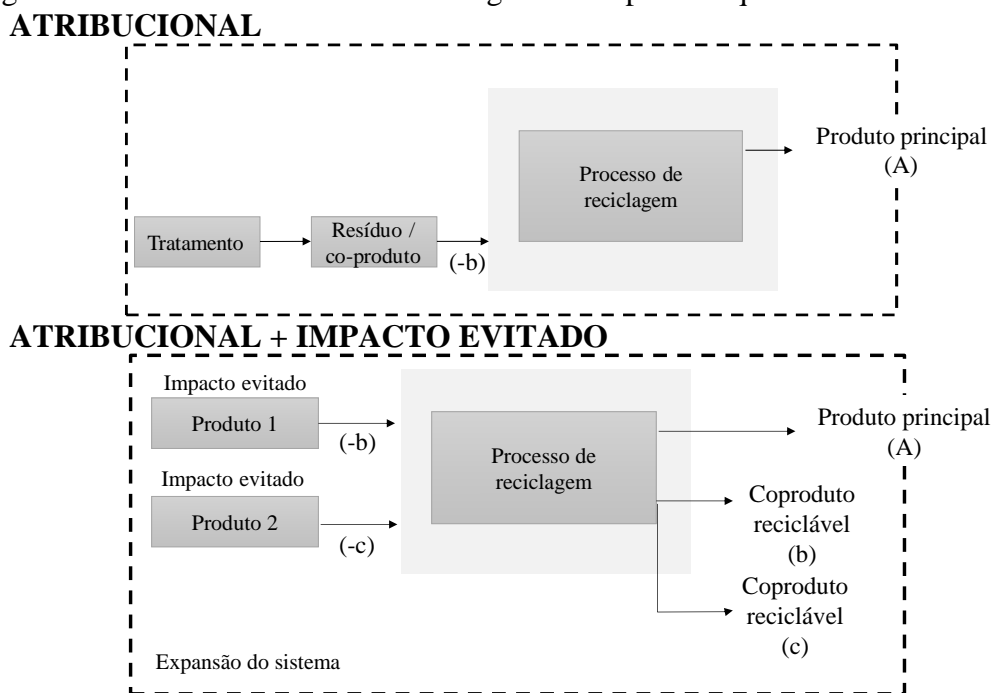 ATRIBUCIONAL
Produto principal
(A)
Processo de
reciclagem
Tratamento
Resíduo /
co-produto
(-b)
ATRIBUCIONAL + IMPACTO EVITADO
Impacto evitado
Produto 1
(-b)
Impacto evitado
Produto 2
(-c)
Processo de
reciclagem
Produto principal
(A)
Coproduto
reciclável
(b)
Coproduto
reciclável
(c)
Expansão do sistema